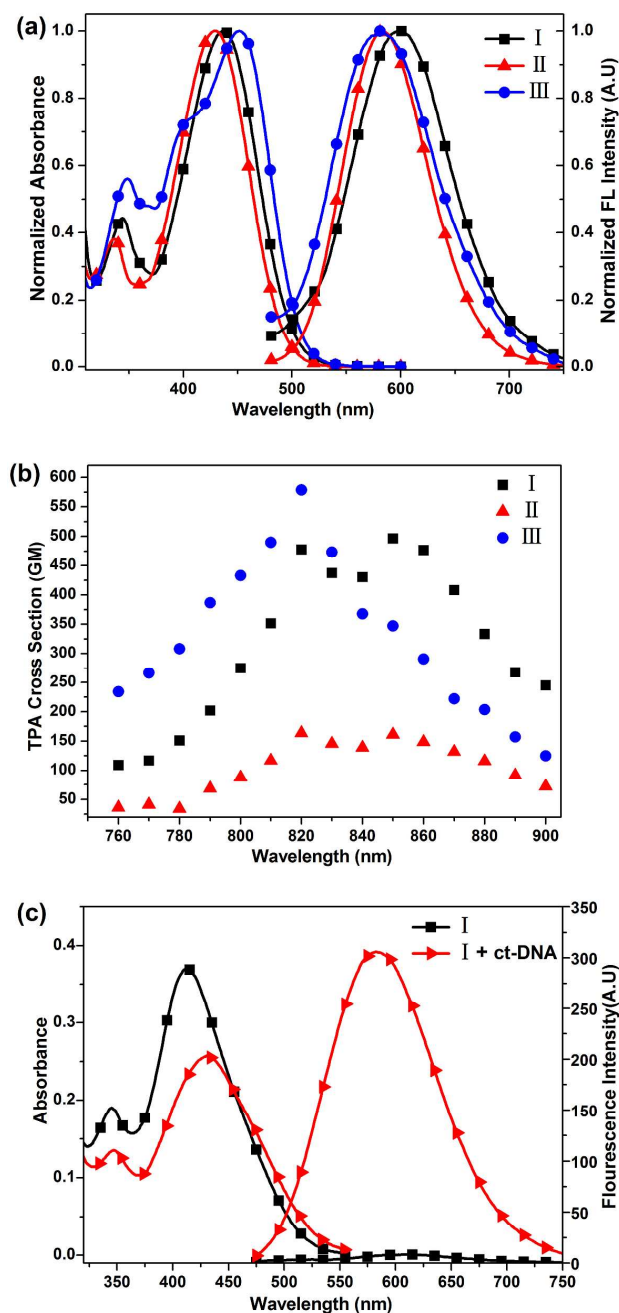 (a)
Normalized Absorbance
1.0
0.8
0.6
0.4
0.2
0.0
400 500 600 700
Wavelength (nm)
I
II
III
1.0
0.8
0.6
0.4
0.2
0.0
Normalized FL Intensity (A.U)
(b)
TPA Cross Section (GM)
600
550
500
450
400
350
300
250
200
150
100
50
760 780 800 820 840 860 880 900
Wavelength (nm)
I
II
III
(c)
Absorbance
0.4
0.3
0.2
0.1
0.0
350 400 450 500 550 600 650 700 750
Wavelength (nm)
I
I + ct-DNA
350
300
250
200
150
100
50
0
Flourescence Intensity(A.U)